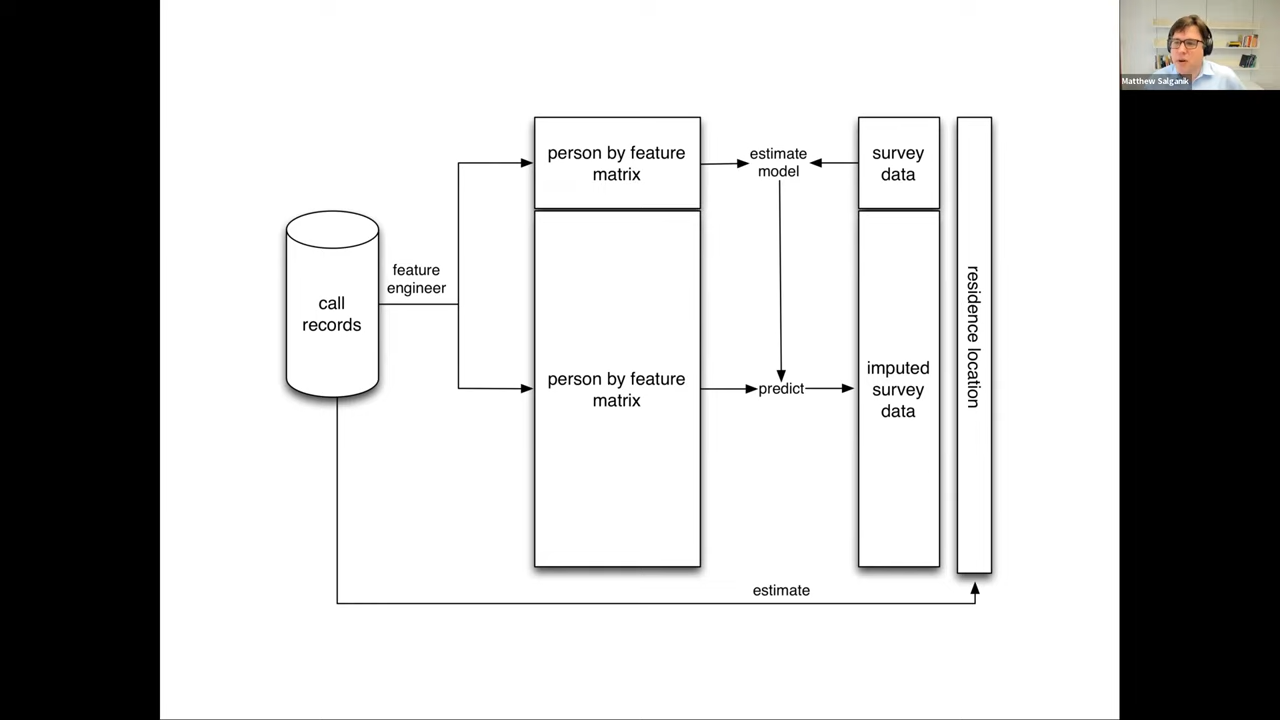 Matthew Salganik
person by feature
matrix
estimate
model
survey
data
feature
engineer
call
records
person by feature
matrix
predict
imputed
survey
data
residence location
estimate